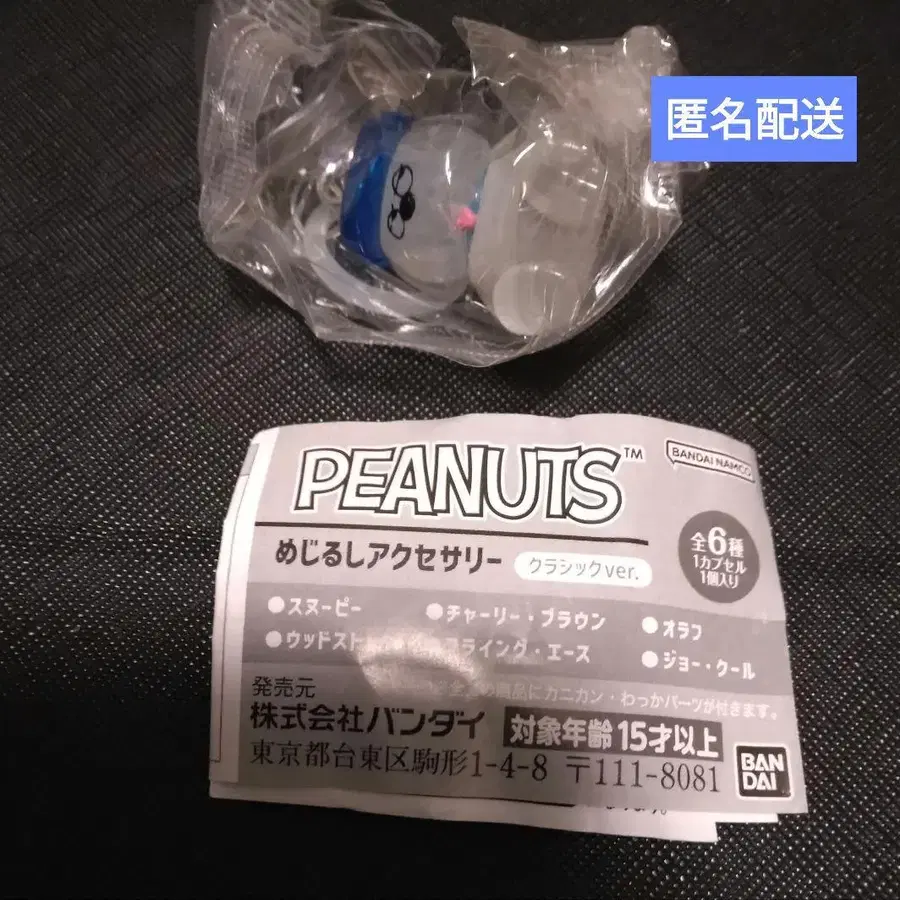 匿名配送
PEANUTS™
BANDAI NAMCO
めじるしアクセサリー
クラシックver.
全6種
1カプセル
1個入り
●スヌーピー ●チャーリー・ブラウン ●オラフ
●ウッドスト ライング・エース ●ジョー・クール
商品にカニカン・わっかパーツが付きます。
発売元
株式会社バンダイ
対象年齢15才以上
東京都台東区駒形1-4-8 〒111-8081
BAN
DAI